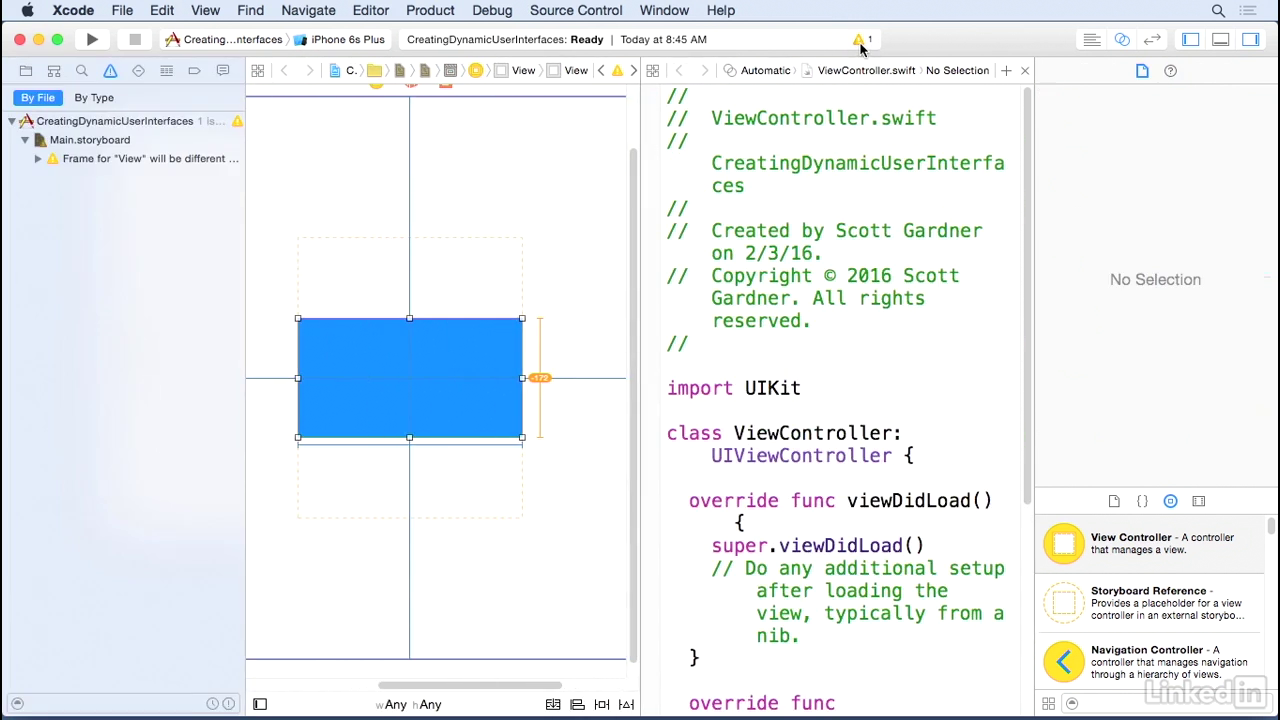 Xcode File Edit View Find Navigate Editor Product Debug Source Control Window Help
Creating...nterfaces iPhone 6s Plus
CreatingDynamicUserInterfaces: Ready | Today at 8:45 AM
1
C. View View
Automatic ViewController.swift No Selection
By File By Type
CreatingDynamicUserInterfaces 1 is...
Main.storyboard
Frame for "View" will be different ...
-172
wAny hAny
//
// ViewController.swift
//
CreatingDynamicUserInterfa
ces
//
// Created by Scott Gardner
on 2/3/16.
// Copyright © 2016 Scott
Gardner. All rights
reserved.
//
import UIKit
class ViewController:
UIViewController {
override func viewDidLoad()
{
super.viewDidLoad()
// Do any additional setup
after loading the
view, typically from a
nib.
}
override func
No Selection
{ }
View Controller - A controller
that manages a view.
Storyboard Reference -
Provides a placeholder for a view
controller in an external storybo...
Navigation Controller - A
controller that manages navigation
through a hierarchy of views.
Linked in